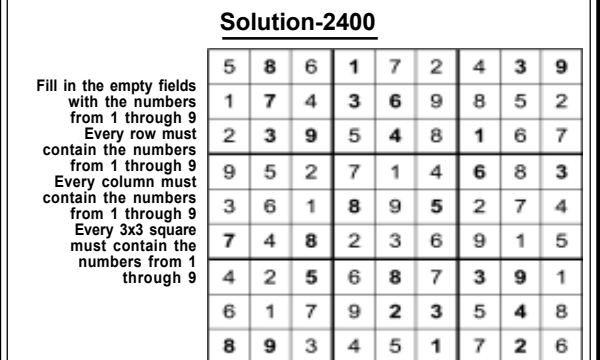 Solution-2400
Fill in the empty fields
with the numbers
from 1 through 9
Every row must
contain the numbers
from 1 through 9
Every column must
contain the numbers
from 1 through 9
Every 3x3 square
must contain the
numbers from 1
through 9
5 8 6 1 7 2 4 3 9
1 7 4 3 6 9 8 5 2
2 3 9 5 4 8 1 6 7
9 5 2 7 1 4 6 8 3
3 6 1 8 9 5 2 7 4
7 4 8 2 3 6 9 1 5
4 2 5 6 8 7 3 9 1
6 1 7 9 2 3 5 4 8
8 9 3 4 5 1 7 2 6